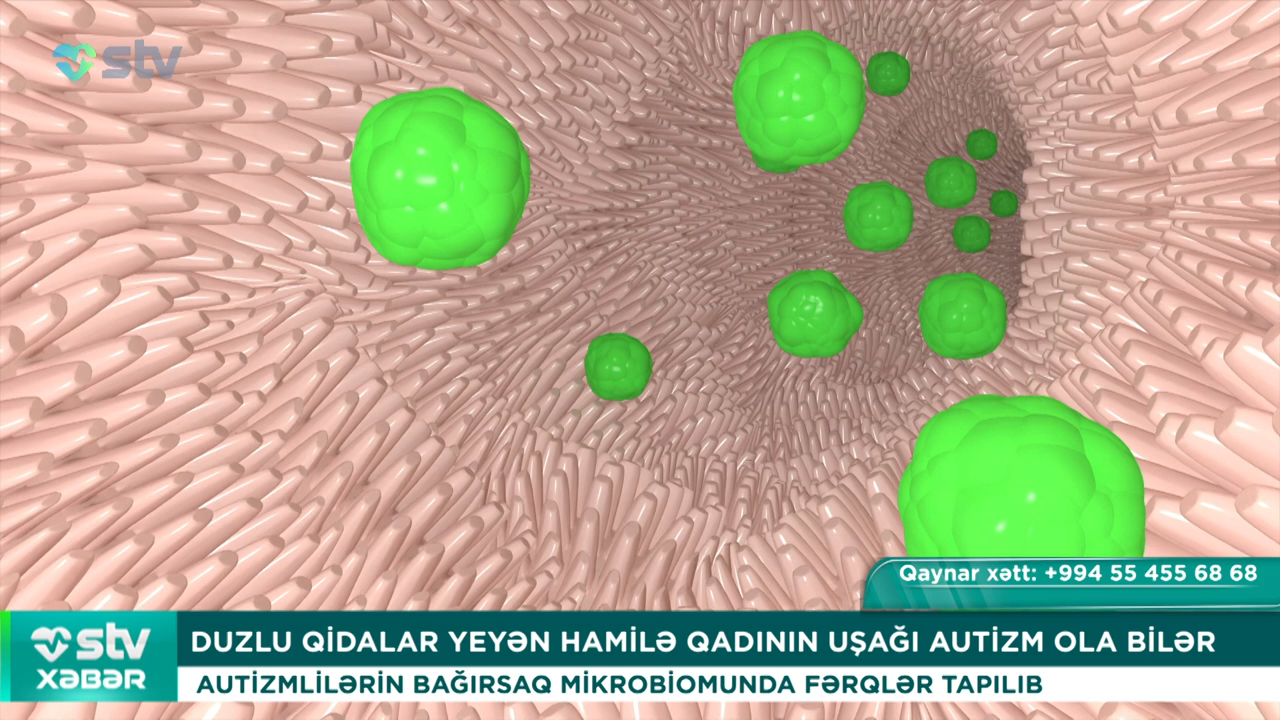 stv
Qaynar xətt: +994 55 455 68 68
stv
XƏBƏR
DUZLU QİDALAR YEYƏN HAMİLƏ QADININ UŞAĞI AUTİZM OLA BİLƏR
AUTİZMLİLƏRİN BAĞIRSAQ MİKROBİOMUNDA FƏRQLƏR TAPILIB